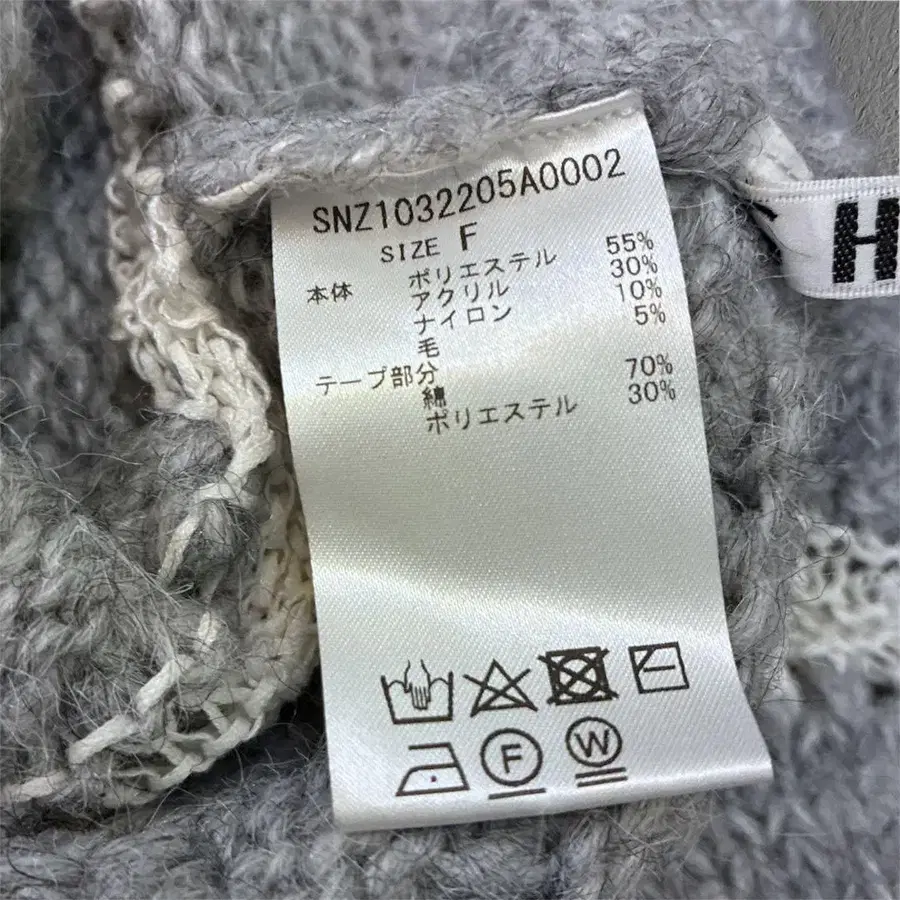 SNZ1032205A0002
SIZE F
本体 ポリエステル 55%
アクリル 30%
ナイロン 10%
毛 5%
テープ部分
綿 70%
ポリエステル 30%
H
F
W